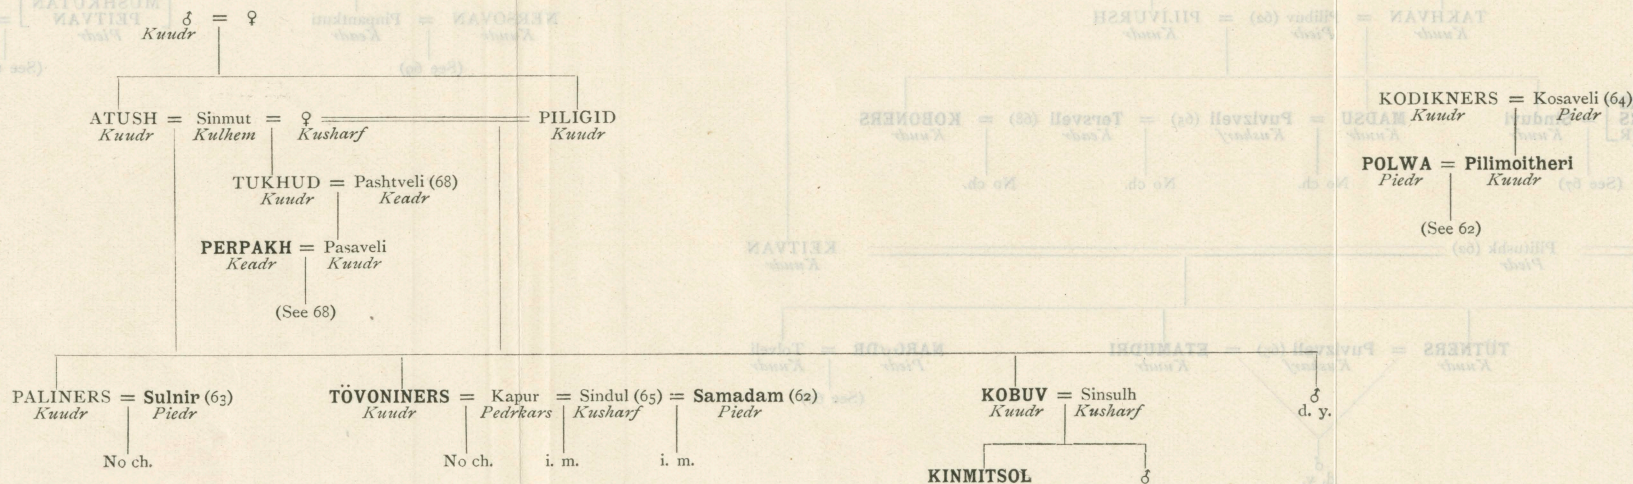 ♂ = ♀
Kuudr
ATUSH = Sinmut = ♀ PILIGID
Kuudr Kulhem Kusharf Kuudr
KODIKNERS = Kosaveli (64)
Kuudr Piedr
TUKHUD = Pashtveli (68)
Kuudr Keadr
POLWA = Pilimoitheri
Piedr Kuudr
PERPAKH = Pasaveli
Keadr Kuudr
(See 62)
(See 68)
PALINERS = Sulnir (63) TÖVONINERS = Kapur = Sindul (65) = Samadam (62) KOBUV = Sinsulh ♂
Kuudr Piedr Kuudr Pedrkars Kusharf Piedr Kuudr Kusharf d. y.
No ch. No ch. i. m. i. m.
KINMITSOL ♂